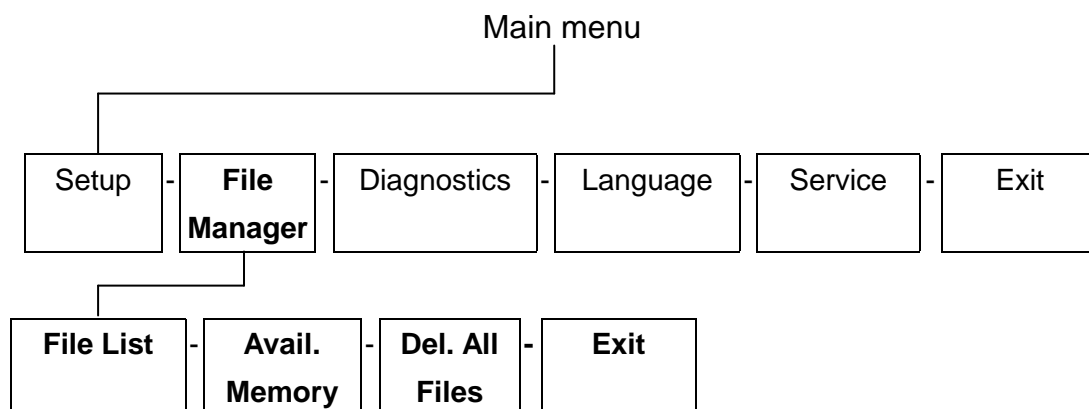 Main menu
Setup - File - Diagnostics - Language - Service - Exit
Manager
File List - Avail. - Del. All - Exit
Memory Files